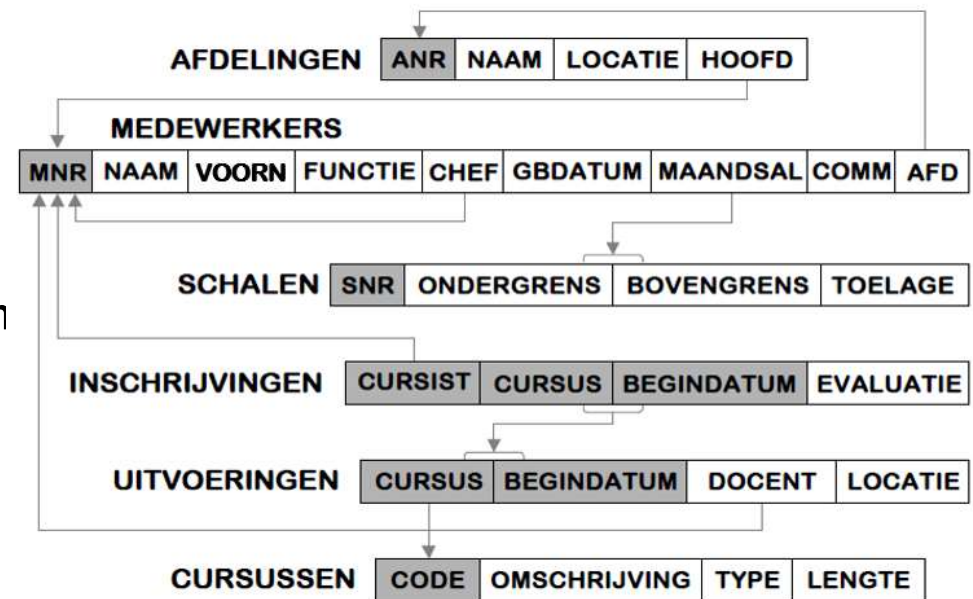 AFDELINGEN ANR NAAM LOCATIE HOOFD
MEDEWERKERS
MNR NAAM VOORN FUNCTIE CHEF GBDATUM MAANDSAL COMM AFD
SCHALEN SNR ONDERGRENS BOVENGRENS TOELAGE
INSCHRIJVINGEN CURSIST CURSUS BEGINDATUM EVALUATIE
UITVOERINGEN CURSUS BEGINDATUM DOCENT LOCATIE
CURSUSSEN CODE OMSCHRIJVING TYPE LENGTE